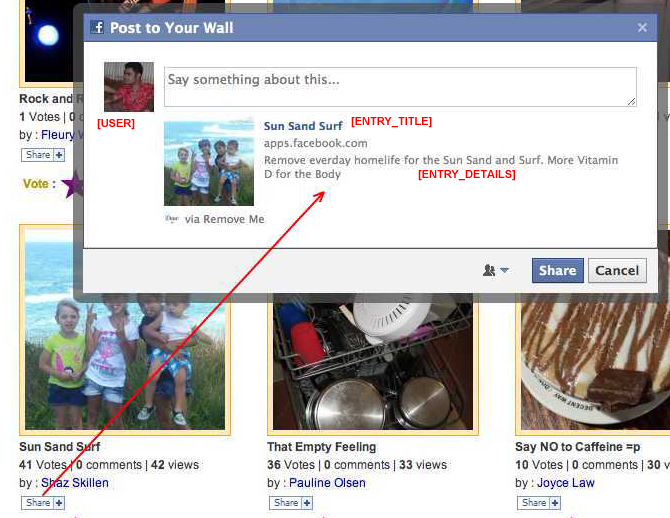 Post to Your Wall
Say something about this...
[USER]
Sun Sand Surf [ENTRY_TITLE]
apps.facebook.com
Remove everday homelife for the Sun Sand and Surf. More Vitamin
D for the Body [ENTRY_DETAILS]
via Remove Me
Share Cancel
Rock and
1 Votes | 0
by : Fleury
Share +
Vote :
Sun Sand Surf
41 Votes | 0 comments | 42 views
by : Shaz Skillen
Share +
That Empty Feeling
36 Votes | 0 comments | 33 views
by : Pauline Olsen
Share +
DECENT WAY
Say NO to Caffeine =p
10 Votes | 0 comments | 30 v
by : Joyce Law
Share +